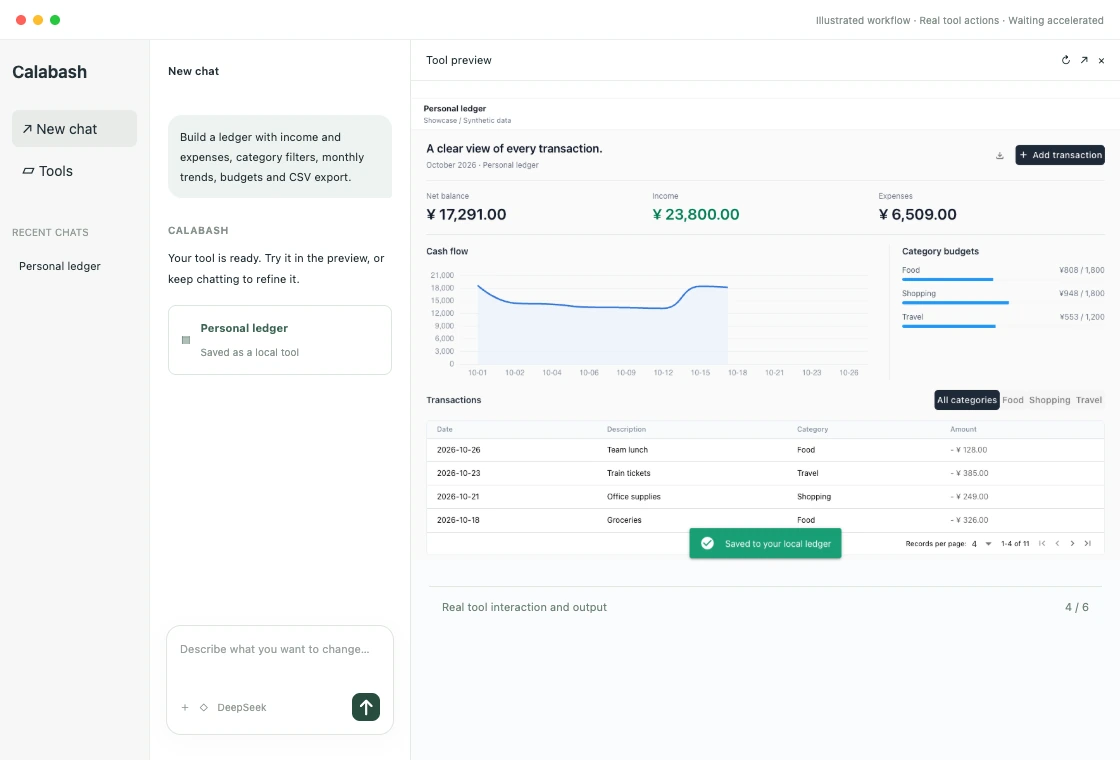 Illustrated workflow · Real tool actions · Waiting accelerated
Calabash
New chat
Tools
RECENT CHATS
Personal ledger
New chat
Build a ledger with income and
expenses, category filters, monthly
trends, budgets and CSV export.
CALABASH
Your tool is ready. Try it in the preview, or
keep chatting to refine it.
Personal ledger
Saved as a local tool
Describe what you want to change...
+ ◇ DeepSeek
Tool preview
Personal ledger
Showcase / Synthetic data
A clear view of every transaction.
October 2026 · Personal ledger
+ Add transaction
Net balance
¥ 17,291.00
Income
¥ 23,800.00
Expenses
¥ 6,509.00
Cash flow
21,000
18,000
15,000
12,000
9,000
6,000
3,000
0
10-01 10-02 10-04 10-06 10-09 10-12 10-15 10-18 10-21 10-23 10-26
Category budgets
Food ¥808 / 1,800
Shopping ¥948 / 1,800
Travel ¥553 / 1,200
Transactions
All categories Food Shopping Travel
Date Description Category Amount
2026-10-26 Team lunch Food - ¥ 128.00
2026-10-23 Train tickets Travel - ¥ 385.00
2026-10-21 Office supplies Shopping - ¥ 249.00
2026-10-18 Groceries Food - ¥ 326.00
Saved to your local ledger
Records per page: 4 1-4 of 11
Real tool interaction and output 4 / 6